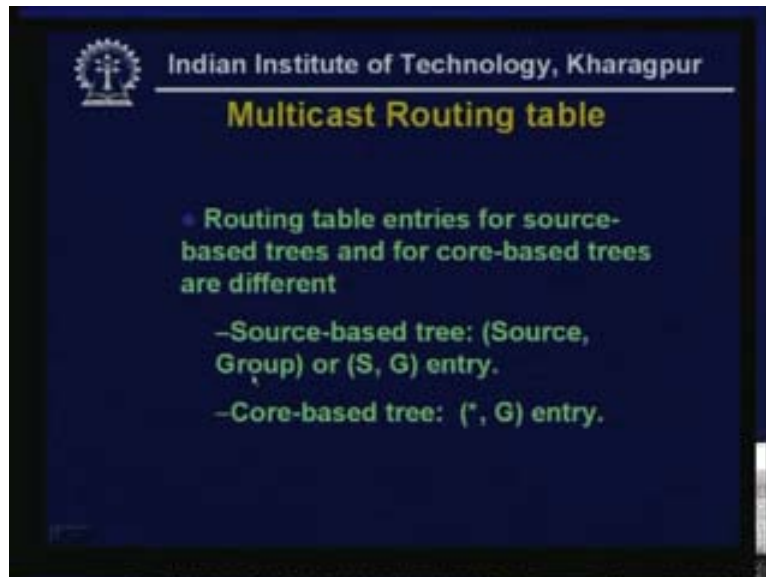 Indian Institute of Technology, Kharagpur
Multicast Routing table
• Routing table entries for source-
based trees and for core-based trees
are different
–Source-based tree: (Source,
Group) or (S, G) entry.
–Core-based tree: (*, G) entry.